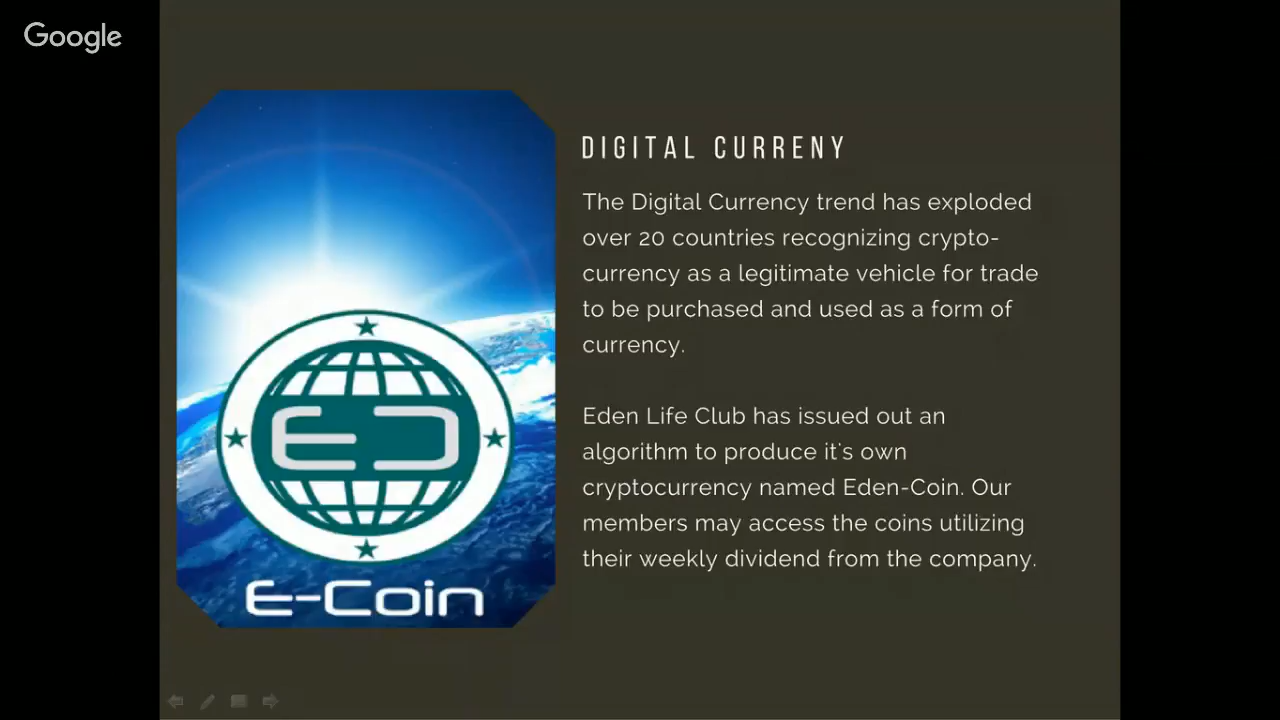 Google
DIGITAL CURRENY
The Digital Currency trend has exploded
over 20 countries recognizing crypto-
currency as a legitimate vehicle for trade
to be purchased and used as a form of
currency.
Eden Life Club has issued out an
algorithm to produce it's own
cryptocurrency named Eden-Coin. Our
members may access the coins utilizing
their weekly dividend from the company.
EC
E-Coin